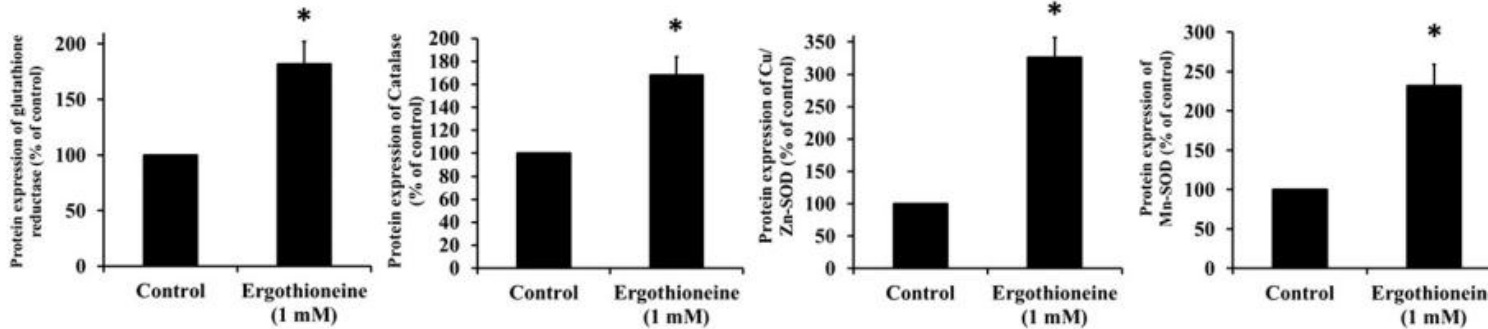 Protein expression of glutathione
reductase (% of control)
200
150
100
50
0
*
Control
Ergothioneine
(1 mM)
Protein expression of Catalase
(% of control)
200
180
160
140
120
100
80
60
40
20
0
*
Control
Ergothioneine
(1 mM)
Protein expression of Cu/
Zn-SOD (% of control)
350
300
250
200
150
100
50
0
*
Control
Ergothioneine
(1 mM)
Protein expression of
Mn-SOD (% of control)
300
250
200
150
100
50
0
*
Control
Ergothionein
(1 mM)